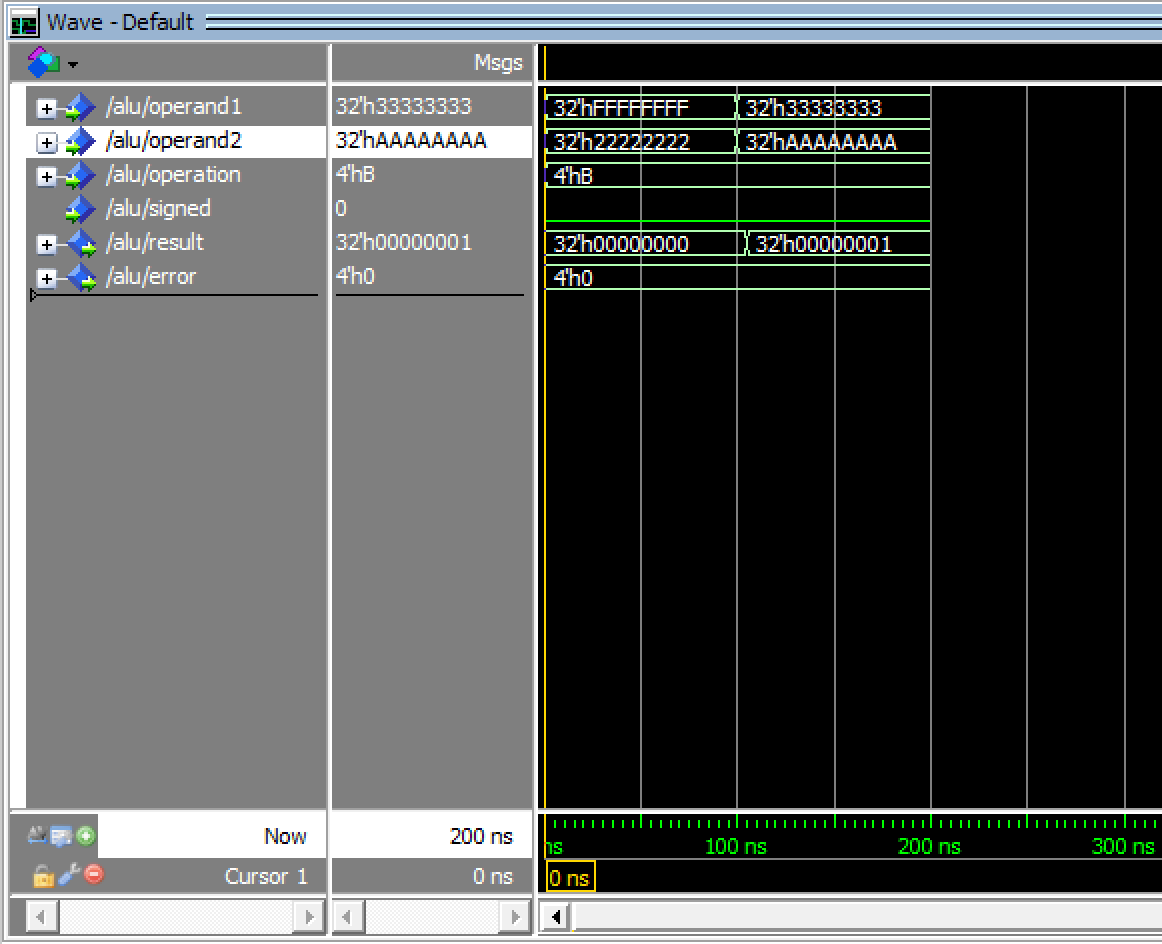 Wave - Default
Msgs
/alu/operand1 32'h33333333 32'hFFFFFFFF 32'h33333333
/alu/operand2 32'hAAAAAAAA 32'h22222222 32'hAAAAAAAA
/alu/operation 4'hB 4'hB
/alu/signed 0
/alu/result 32'h00000001 32'h00000000 32'h00000001
/alu/error 4'h0 4'h0
Now 200 ns ns 100 ns 200 ns 300 ns
Cursor 1 0 ns 0 ns